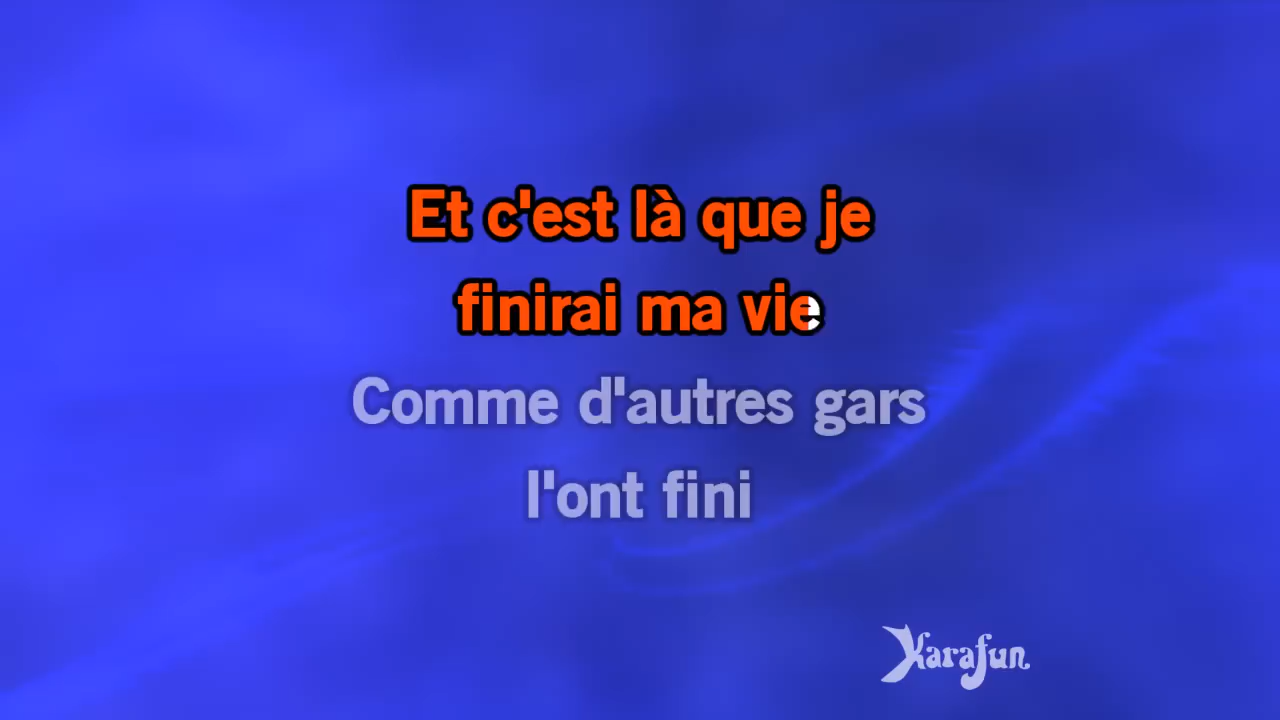 Et c'est là que je
finirai ma vie
Comme d'autres gars
l'ont fini
Karafun